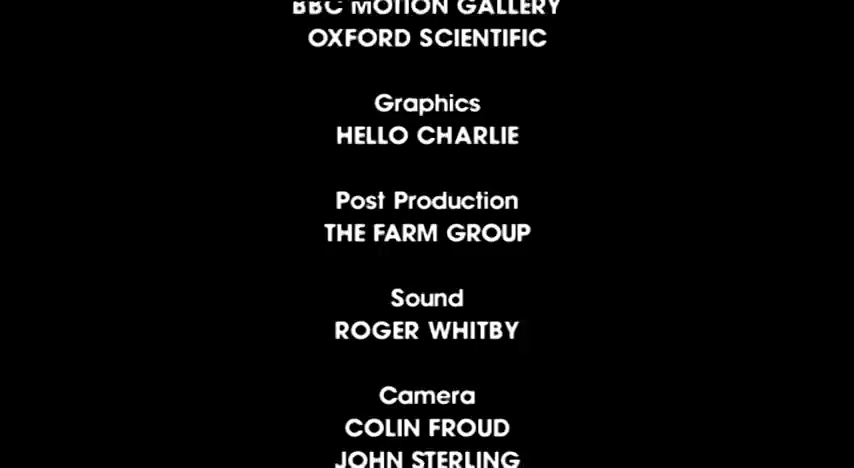 BBC MOTION GALLERY
OXFORD SCIENTIFIC
Graphics
HELLO CHARLIE
Post Production
THE FARM GROUP
Sound
ROGER WHITBY
Camera
COLIN FROUD
JOHN STERLING